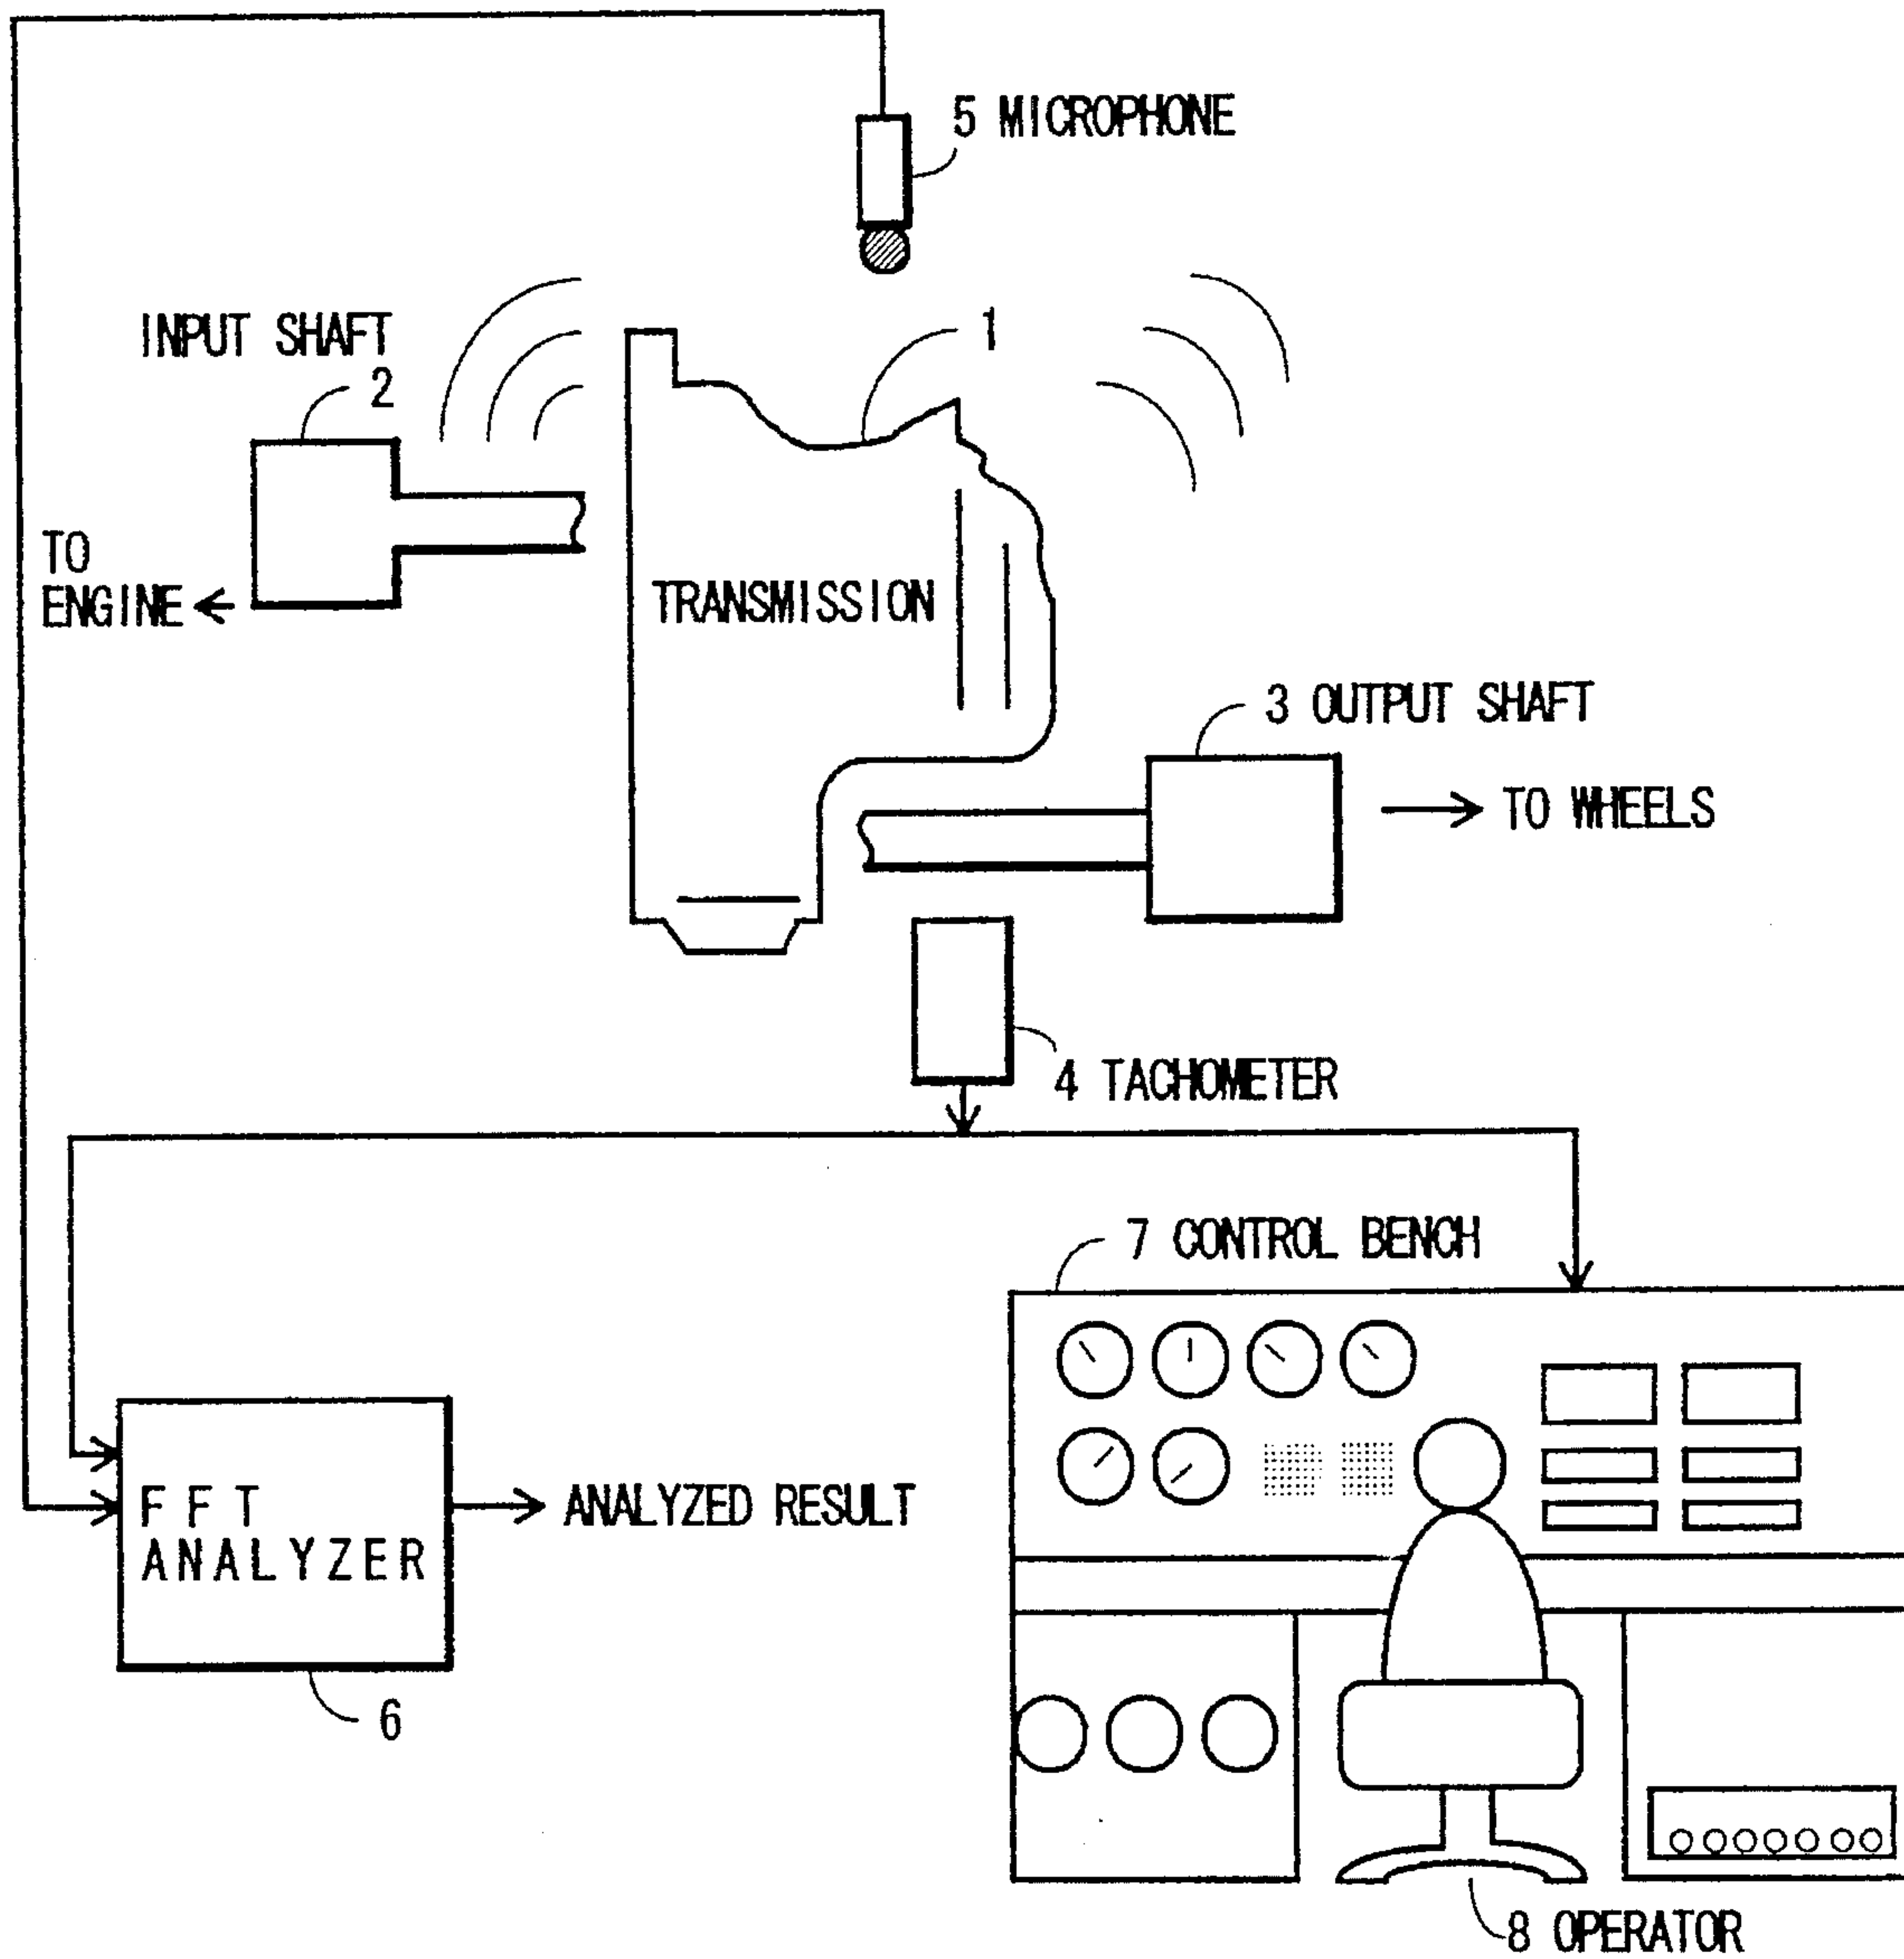 5 MICROPHONE
INPUT SHAFT
2
1
TO
ENGINE
TRANSMISSION
3 OUTPUT SHAFT
TO WHEELS
4 TACHOMETER
7 CONTROL BENCH
FFT
ANALYZER
ANALYZED RESULT
6
8 OPERATOR